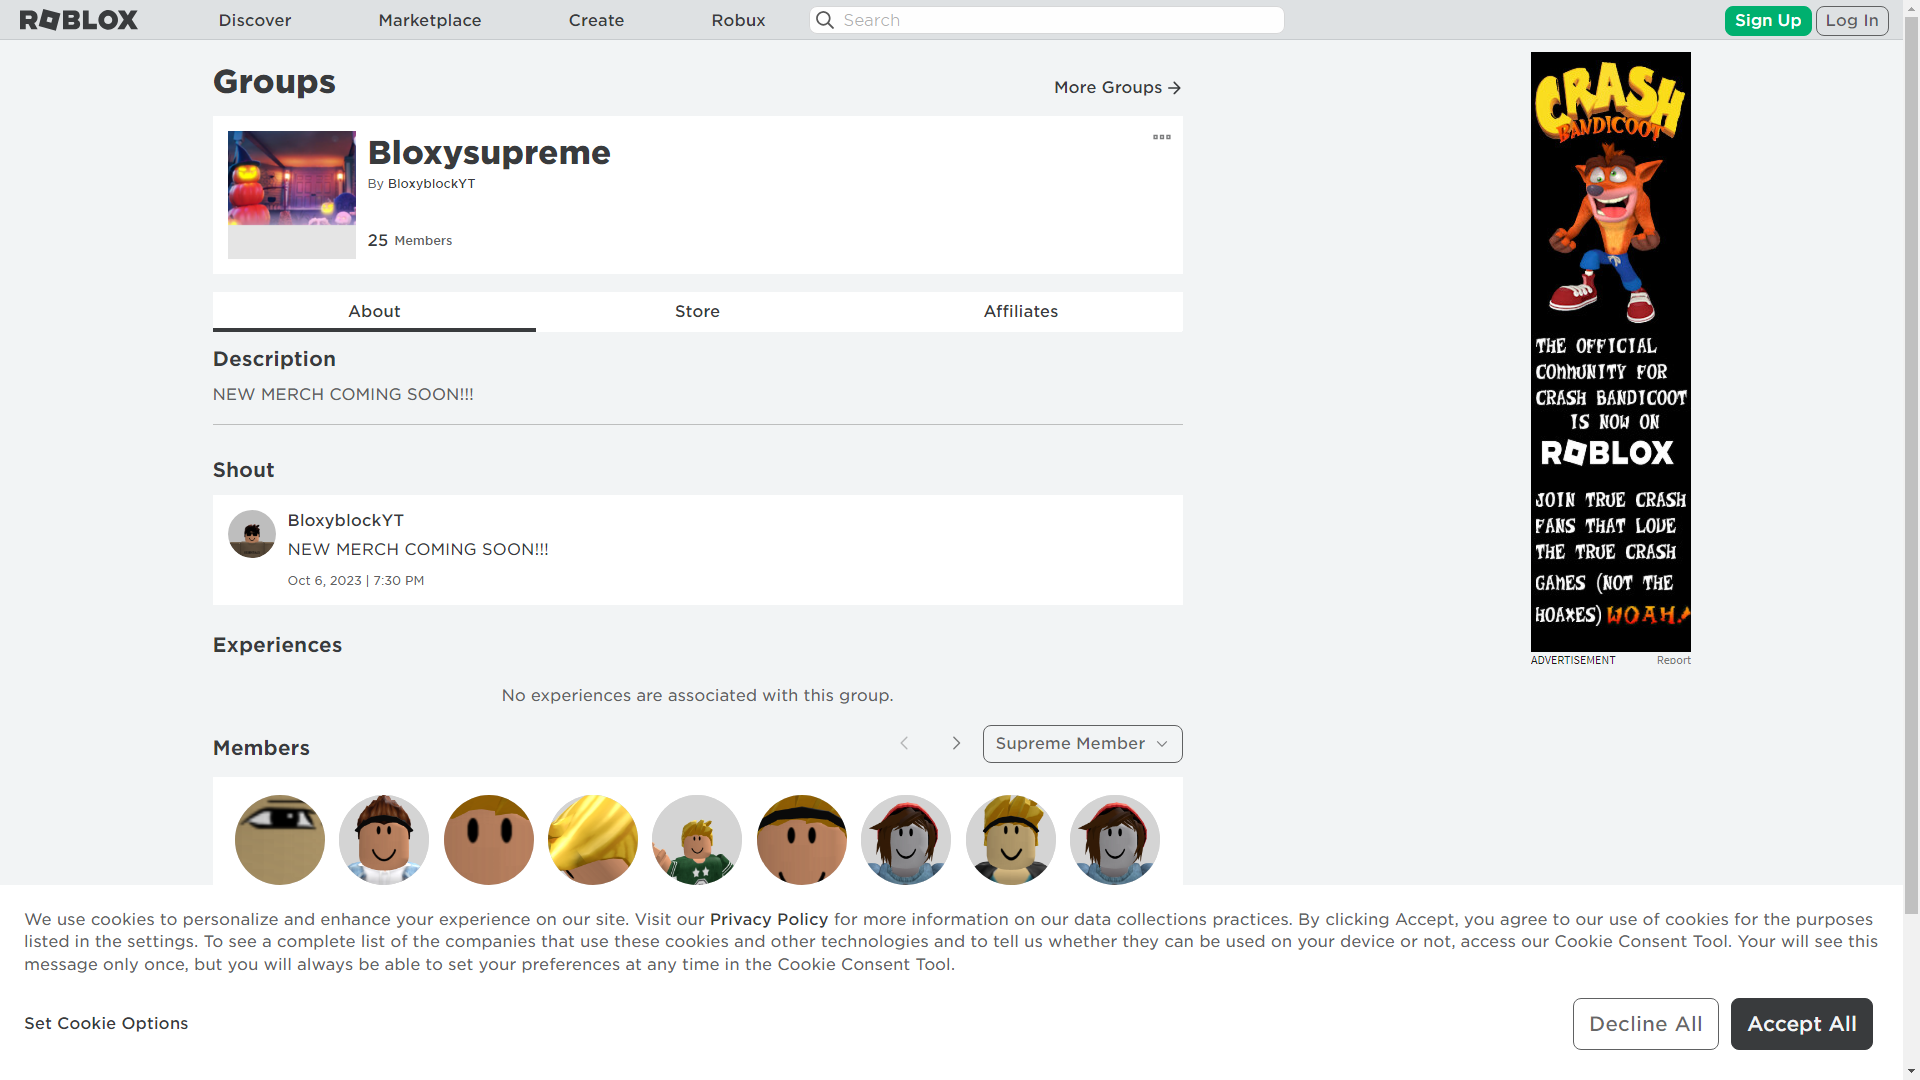 ROBLOX
Discover
Marketplace
Create
Robux
Search
Sign Up
Log In
Groups
More Groups
Bloxysupreme
By BloxyblockYT
25 Members
About
Store
Affiliates
Description
NEW MERCH COMING SOON!!!
Shout
BloxyblockYT
NEW MERCH COMING SOON!!!
Oct 6, 2023 | 7:30 PM
Experiences
No experiences are associated with this group.
Members
Supreme Member
CRASH
BANDICOOT
THE OFFICIAL
COMMUNITY FOR
CRASH BANDICOOT
IS NOW ON
ROBLOX
JOIN TRUE CRASH
FANS THAT LOVE
THE TRUE CRASH
GAMES (NOT THE
HOAXES) WOAH!
ADVERTISEMENT
Report
We use cookies to personalize and enhance your experience on our site. Visit our Privacy Policy for more information on our data collections practices. By clicking Accept, you agree to our use of cookies for the purposes
listed in the settings. To see a complete list of the companies that use these cookies and other technologies and to tell us whether they can be used on your device or not, access our Cookie Consent Tool. Your will see this
message only once, but you will always be able to set your preferences at any time in the Cookie Consent Tool.
Set Cookie Options
Decline All
Accept All